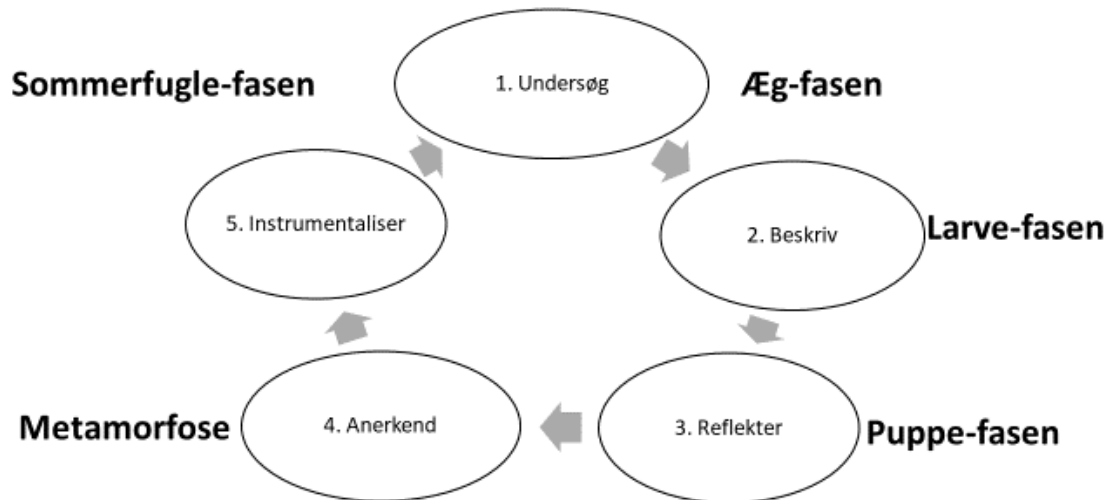 Sommerfugle-fasen
1. Undersøg
Æg-fasen
5. Instrumentaliser
2. Beskriv
Larve-fasen
Metamorfose
4. Anerkend
3. Reflekter
Puppe-fasen